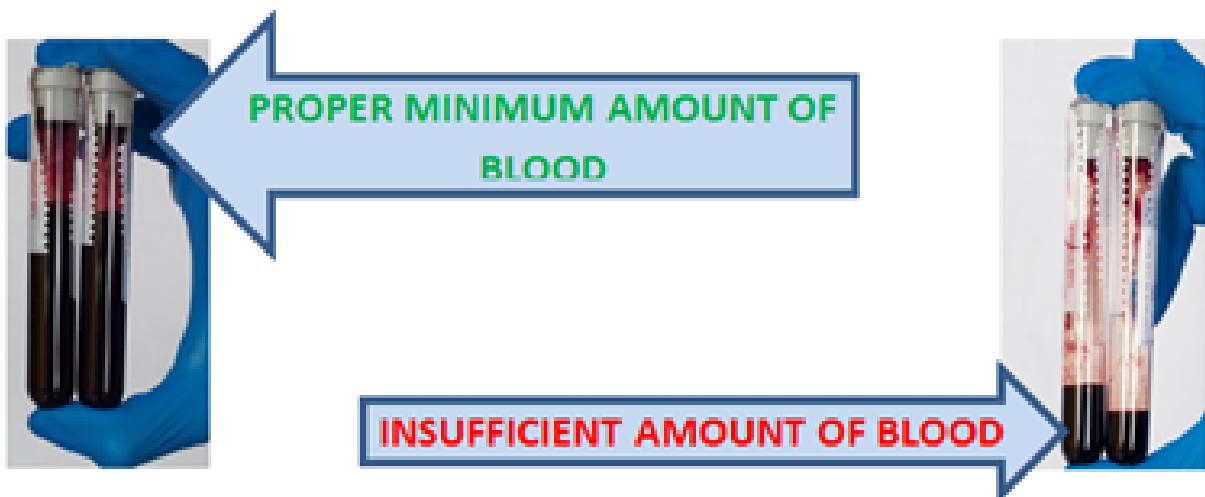 PROPER MINIMUM AMOUNT OF
BLOOD
INSUFFICIENT AMOUNT OF BLOOD